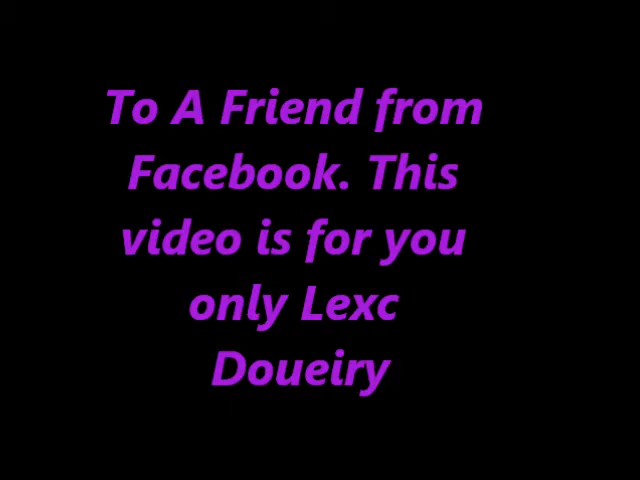 To A Friend from
Facebook. This
video is for you
only Lexc
Doueiry